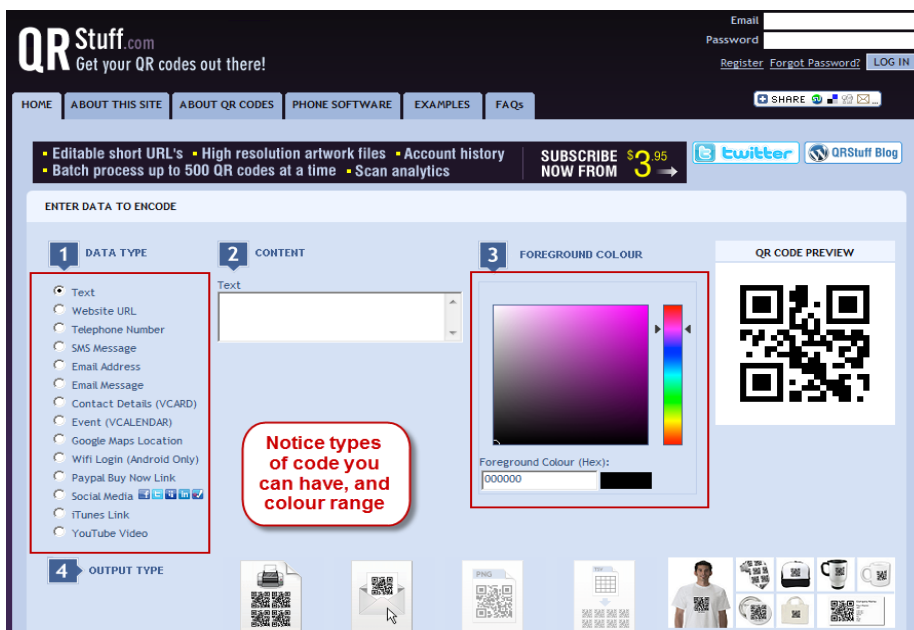 Email
QR Stuff.com
Password
Get your QR codes out there!
Register Forgot Password? LOG IN
HOME ABOUT THIS SITE ABOUT QR CODES PHONE SOFTWARE EXAMPLES FAQs
SHARE
▪ Editable short URL's ▪ High resolution artwork files ▪ Account history
▪ Batch process up to 500 QR codes at a time ▪ Scan analytics
SUBSCRIBE NOW FROM $3.95
twitter
QRStuff Blog
ENTER DATA TO ENCODE
1 DATA TYPE
Text
Website URL
Telephone Number
SMS Message
Email Address
Email Message
Contact Details (VCARD)
Event (VCALENDAR)
Google Maps Location
Wifi Login (Android Only)
Paypal Buy Now Link
Social Media
iTunes Link
YouTube Video
2 CONTENT
Text
Notice types
of code you
can have, and
colour range
3 FOREGROUND COLOUR
Foreground Colour (Hex):
000000
QR CODE PREVIEW
4 OUTPUT TYPE
PNG